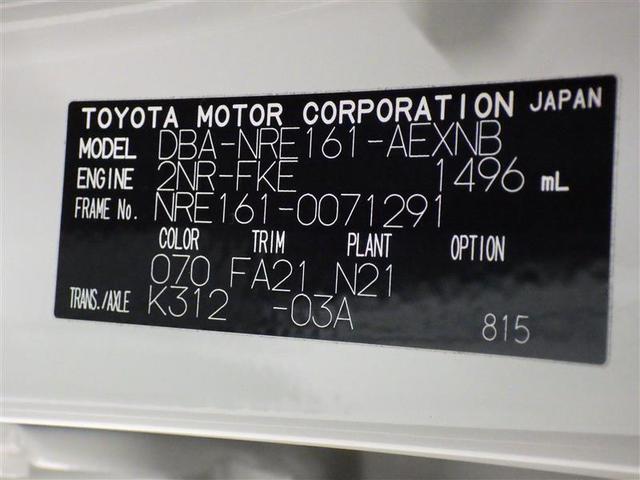 TOYOTA MOTOR CORPORATION JAPAN
MODEL DBA-NRE161-AEXNB
ENGINE 2NR-FKE 1496 mL
FRAME No. NRE161-0071291
COLOR TRIM PLANT OPTION
070 FA21 N21
TRANS./AXLE K312 -03A
815